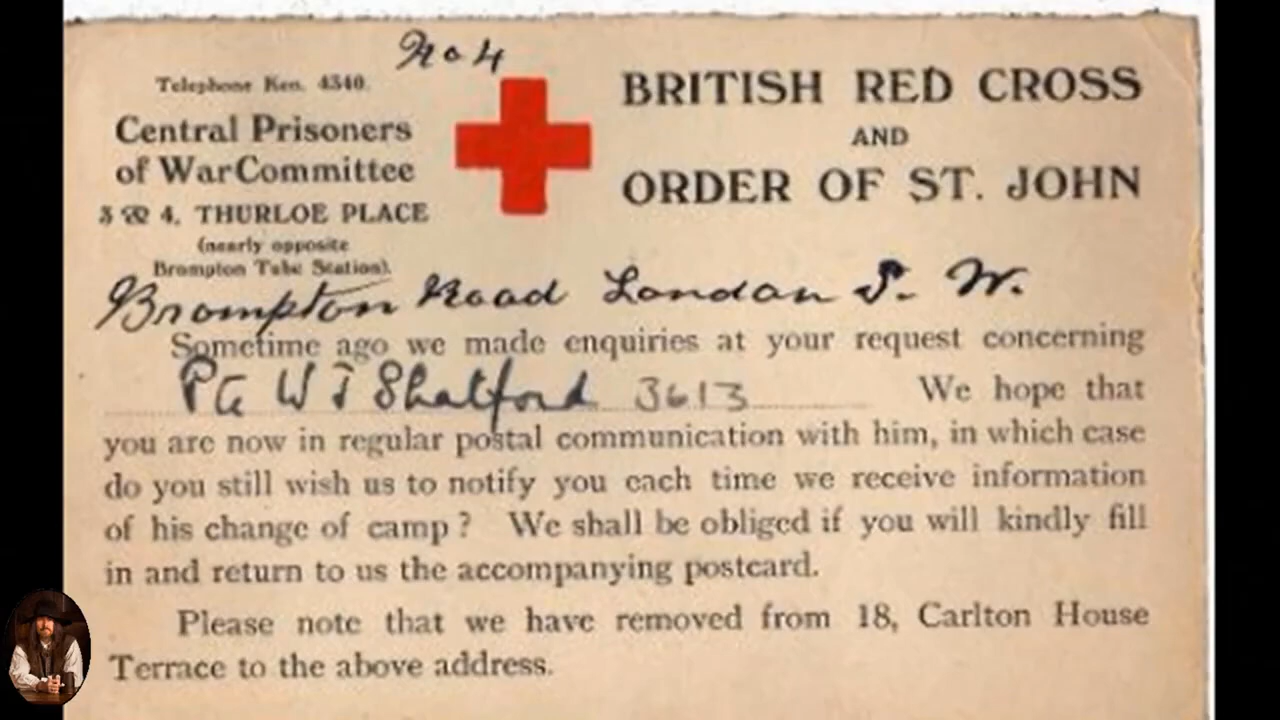 No 4
Telephone Ken. 4340.
Central Prisoners
of War Committee
3 & 4, THURLOE PLACE
(nearly opposite
Brompton Tube Station).
BRITISH RED CROSS
AND
ORDER OF ST. JOHN
Brompton Road London S. W.
Sometime ago we made enquiries at your request concerning
Pte W J Shalford 3613 We hope that
you are now in regular postal communication with him, in which case
do you still wish us to notify you each time we receive information
of his change of camp? We shall be obliged if you will kindly fill
in and return to us the accompanying postcard.
Please note that we have removed from 18, Carlton House
Terrace to the above address.